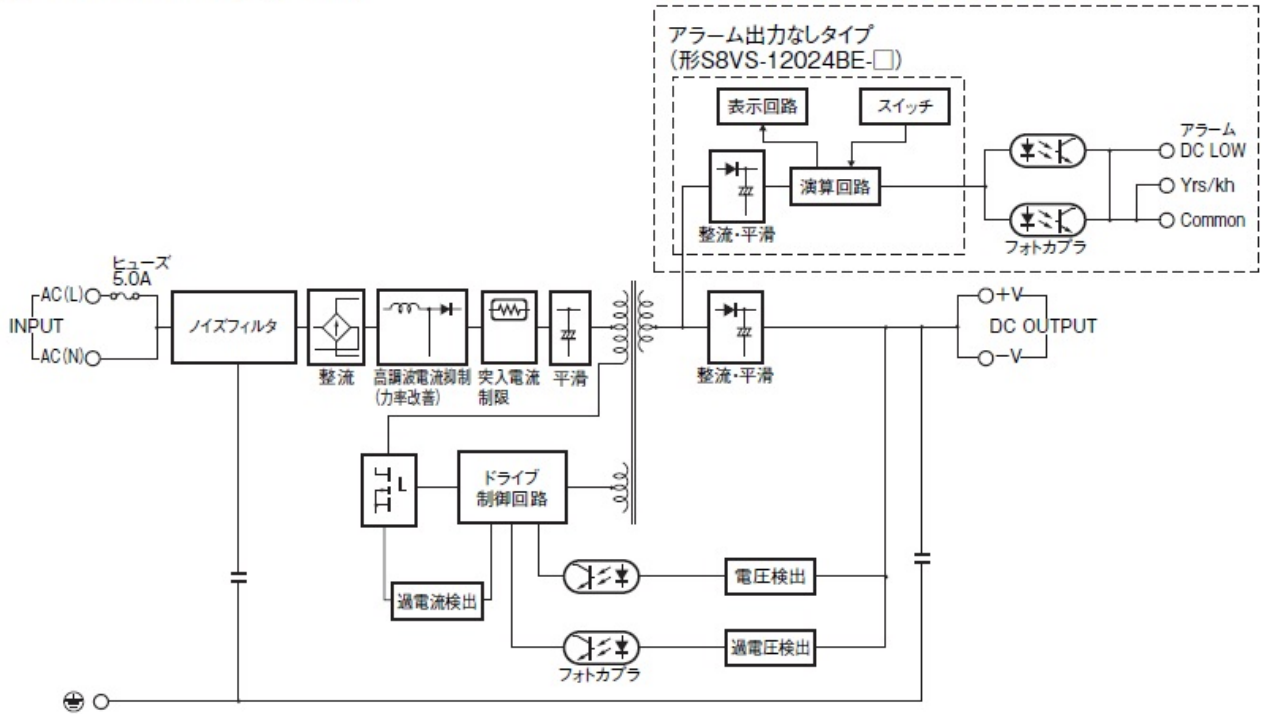 アラーム出力なしタイプ
(形S8VS-12024BE-□)
表示回路
スイッチ
演算回路
整流・平滑
フォトカプラ
アラーム
DC LOW
Yrs/kh
Common
ヒューズ
5.0A
AC(L)
INPUT
AC(N)
ノイズフィルタ
整流
高調波電流抑制
(力率改善)
突入電流
制限
平滑
整流・平滑
+V
DC OUTPUT
−V
ドライブ
制御回路
過電流検出
電圧検出
過電圧検出
フォトカプラ